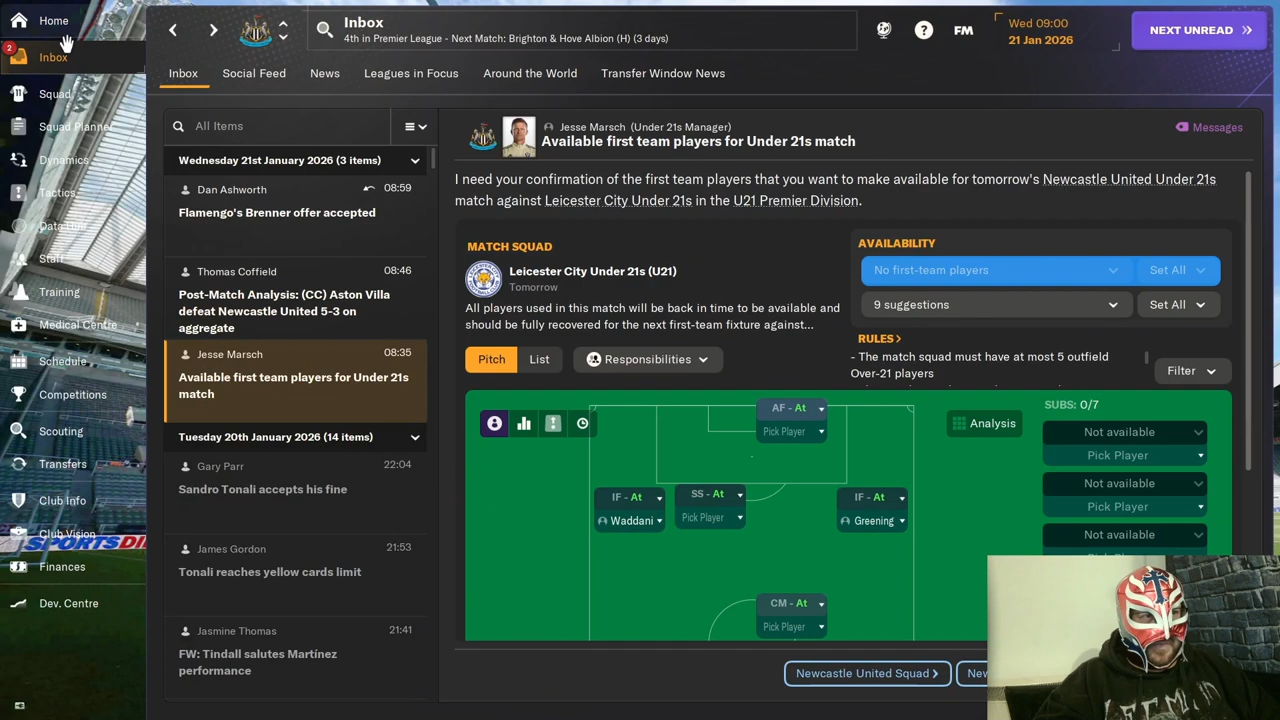 Home
2
Inbox
Squad
Squad Planner
Dynamics
Tactics
Data Hub
Staff
Training
Medical Centre
Schedule
Competitions
Scouting
Transfers
Club Info
Club Vision
SPORTS DI
Finances
Dev. Centre
Inbox
4th in Premier League - Next Match: Brighton & Hove Albion (H) (3 days)
?
FM
Wed 09:00
21 Jan 2026
NEXT UNREAD
Inbox
Social Feed
News
Leagues in Focus
Around the World
Transfer Window News
All Items
Wednesday 21st January 2026 (3 items)
Dan Ashworth 08:59
Flamengo's Brenner offer accepted
Thomas Coffield 08:46
Post-Match Analysis: (CC) Aston Villa
defeat Newcastle United 5-3 on
aggregate
Jesse Marsch 08:35
Available first team players for Under 21s
match
Tuesday 20th January 2026 (14 items)
Gary Parr 22:04
Sandro Tonali accepts his fine
James Gordon 21:53
Tonali reaches yellow cards limit
Jasmine Thomas 21:41
FW: Tindall salutes Martínez
performance
Jesse Marsch (Under 21s Manager)
Available first team players for Under 21s match
Messages
I need your confirmation of the first team players that you want to make available for tomorrow's Newcastle United Under 21s
match against Leicester City Under 21s in the U21 Premier Division.
MATCH SQUAD
Leicester City Under 21s (U21)
Tomorrow
All players used in this match will be back in time to be available and
should be fully recovered for the next first-team fixture against...
AVAILABILITY
No first-team players
Set All
9 suggestions
Set All
RULES
- The match squad must have at most 5 outfield
Over-21 players
Filter
Pitch
List
Responsibilities
Analysis
AF - At
Pick Player
IF - At
Waddani
SS - At
Pick Player
IF - At
Greening
CM - At
Pick Player
SUBS: 0/7
Not available
Pick Player
Not available
Pick Player
Not available
Newcastle United Squad